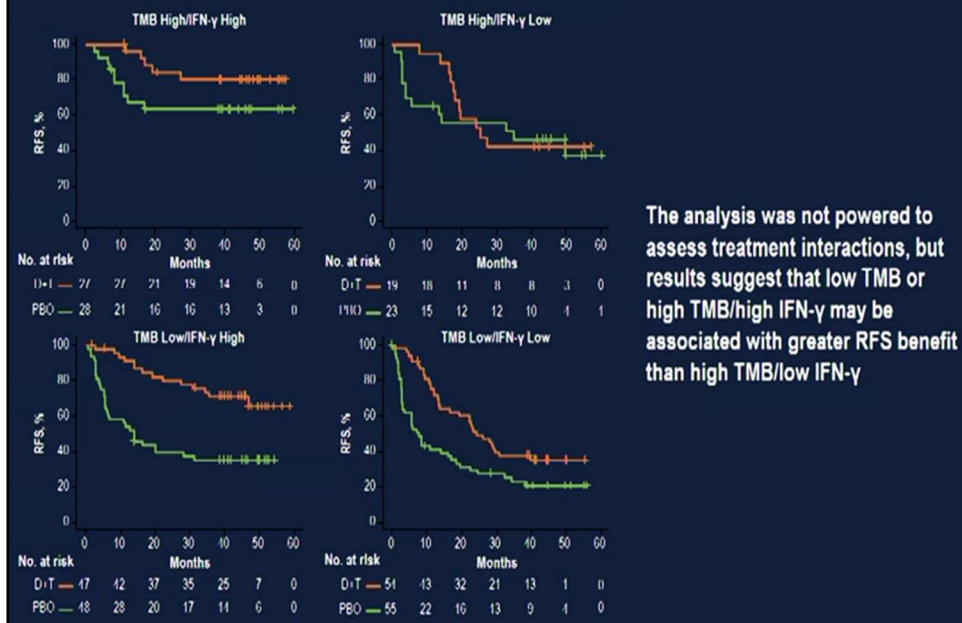 TMB High/IFN-γ High
100
80
60
40
20
0
RFS, %
0 10 20 30 40 50 60
No. at risk Months
D+T 27 27 21 19 14 6 0
PBO 28 21 16 16 13 3 0
TMB High/IFN-γ Low
100
80
60
40
20
0
RFS, %
0 10 20 30 40 50 60
No. at risk Months
D+T 19 18 11 8 8 3 0
PBO 23 15 12 12 10 4 1
The analysis was not powered to
assess treatment interactions, but
results suggest that low TMB or
high TMB/high IFN-γ may be
associated with greater RFS benefit
than high TMB/low IFN-γ
TMB Low/IFN-γ High
100
80
60
40
20
0
RFS, %
0 10 20 30 40 50 60
No. at risk Months
D+T 47 42 37 35 25 7 0
PBO 48 28 20 17 14 6 0
TMB Low/IFN-γ Low
100
80
60
40
20
0
RFS, %
0 10 20 30 40 50 60
No. at risk Months
D+T 51 43 32 21 13 1 0
PBO 55 22 16 13 9 4 0